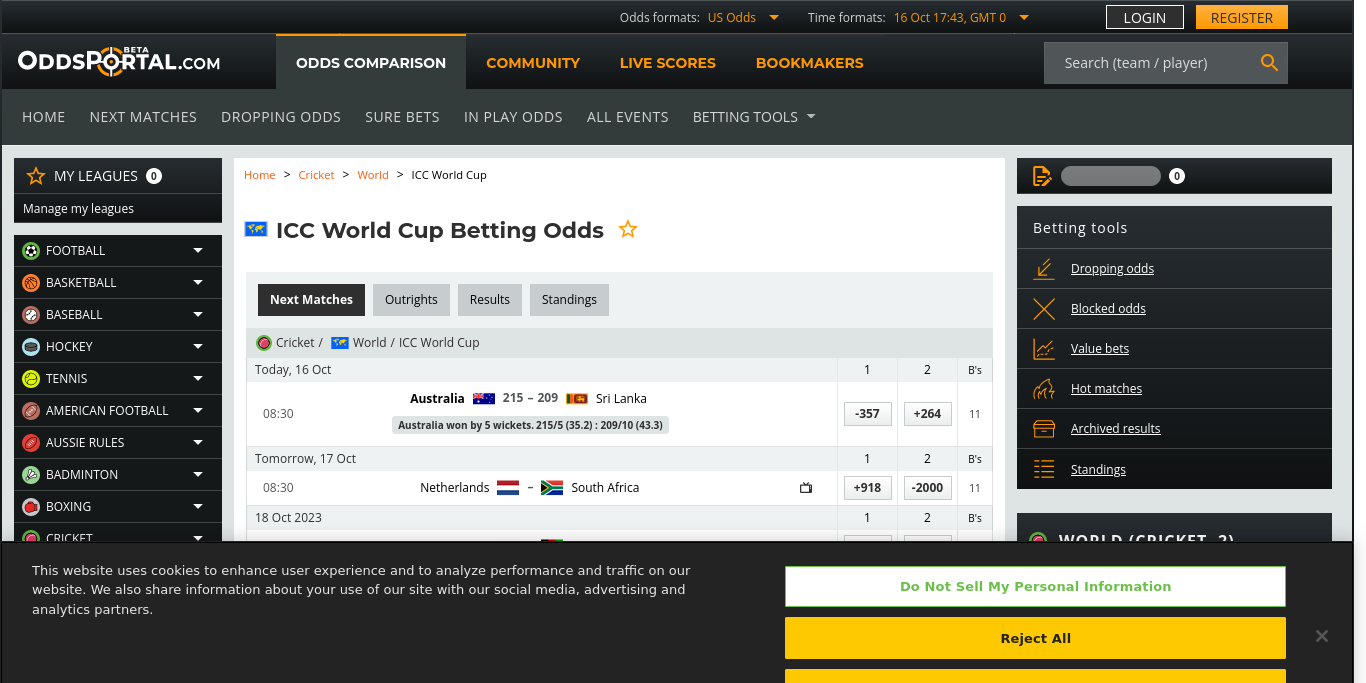 Odds formats: US Odds Time formats: 16 Oct 17:43, GMT 0 LOGIN REGISTER
ODDSPORTAL.COM BETA
ODDS COMPARISON COMMUNITY LIVE SCORES BOOKMAKERS Search (team / player)
HOME NEXT MATCHES DROPPING ODDS SURE BETS IN PLAY ODDS ALL EVENTS BETTING TOOLS
MY LEAGUES 0
Manage my leagues
FOOTBALL
BASKETBALL
BASEBALL
HOCKEY
TENNIS
AMERICAN FOOTBALL
AUSSIE RULES
BADMINTON
BOXING
CRICKET
Home > Cricket > World > ICC World Cup
ICC World Cup Betting Odds
Next Matches Outrights Results Standings
Cricket / World / ICC World Cup
Today, 16 Oct 1 2 B's
08:30 Australia 215 – 209 Sri Lanka -357 +264 11
Australia won by 5 wickets. 215/5 (35.2) : 209/10 (43.3)
Tomorrow, 17 Oct 1 2 B's
08:30 Netherlands – South Africa +918 -2000 11
18 Oct 2023 1 2 B's
0
Betting tools
Dropping odds
Blocked odds
Value bets
Hot matches
Archived results
Standings
WORLD (CRICKET, 2)
This website uses cookies to enhance user experience and to analyze performance and traffic on our
website. We also share information about your use of our site with our social media, advertising and
analytics partners.
Do Not Sell My Personal Information
Reject All